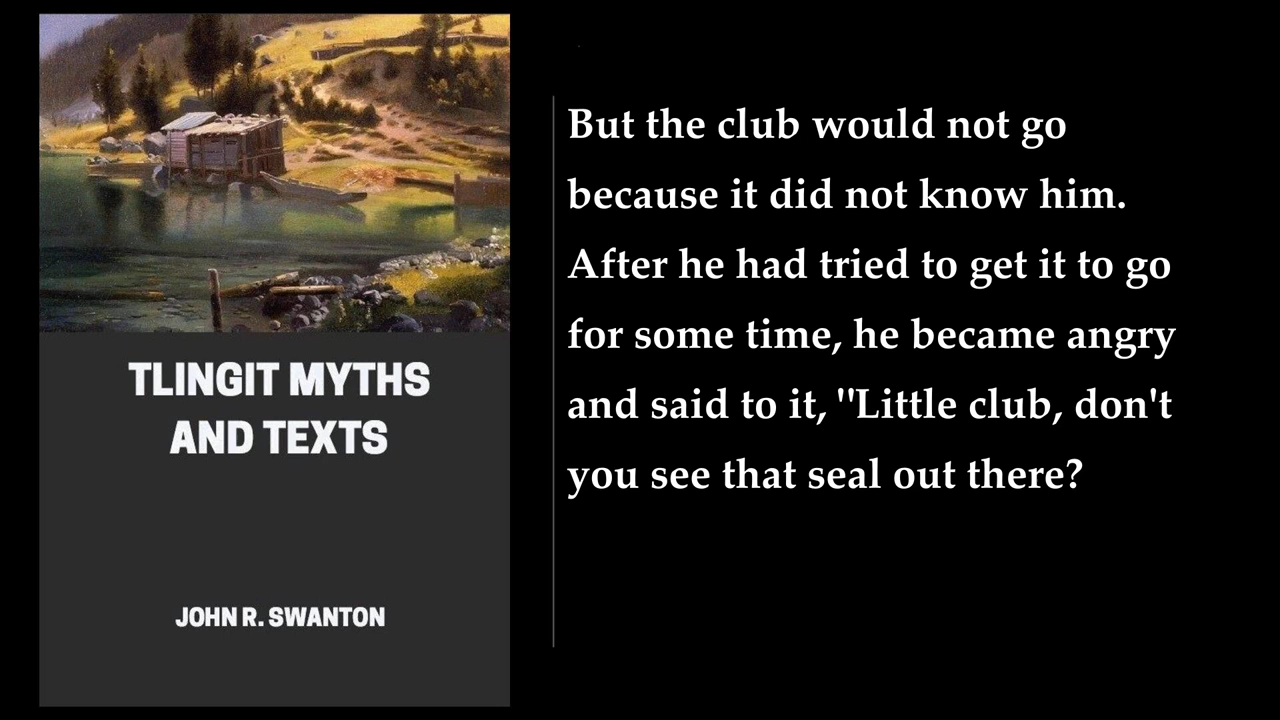 TLINGIT MYTHS
AND TEXTS
JOHN R. SWANTON
But the club would not go
because it did not know him.
After he had tried to get it to go
for some time, he became angry
and said to it, "Little club, don't
you see that seal out there?